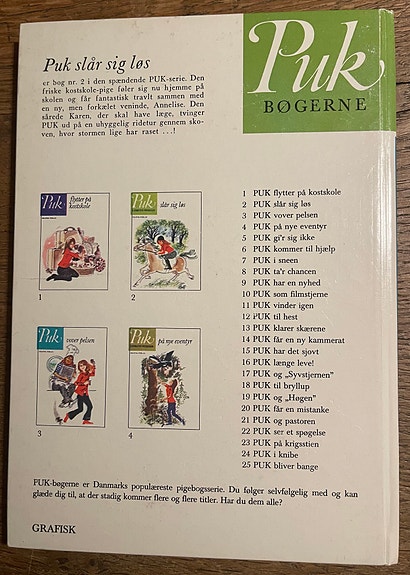 Puk
BØGERNE
Puk slår sig løs
er bog nr. 2 i den spændende PUK-serie. Den
friske kostskole-pige føler sig nu hjemme på
skolen og får fantastisk travlt sammen med
en ny, men forkælet veninde, Annelise. Den
sårede Karen, der skal have læge, tvinger
PUK ud på en uhyggelig ridetur gennem sko-
ven, hvor stormen lige har raset . . .!
Puk
flytter på
kostskole
1
Puk
slår sig løs
2
Puk
vover pelsen
3
Puk
på nye eventyr
4
1 PUK flytter på kostskole
2 PUK slår sig løs
3 PUK vover pelsen
4 PUK på nye eventyr
5 PUK gi'r sig ikke
6 PUK kommer til hjælp
7 PUK i sneen
8 PUK ta'r chancen
9 PUK har en nyhed
10 PUK som filmstjerne
11 PUK vinder igen
12 PUK til hest
13 PUK klarer skærene
14 PUK får en ny kammerat
15 PUK har det sjovt
16 PUK længe leve!
17 PUK og „Syvstjernen”
18 PUK til bryllup
19 PUK og „Høgen”
20 PUK får en mistanke
21 PUK og pastoren
22 PUK ser et spøgelse
23 PUK på krigsstien
24 PUK i knibe
25 PUK bliver bange
PUK-bøgerne er Danmarks populæreste pigebogsserie. Du følger selvfølgelig med og kan
glæde dig til, at der stadig kommer flere og flere titler. Har du dem alle?
GRAFISK